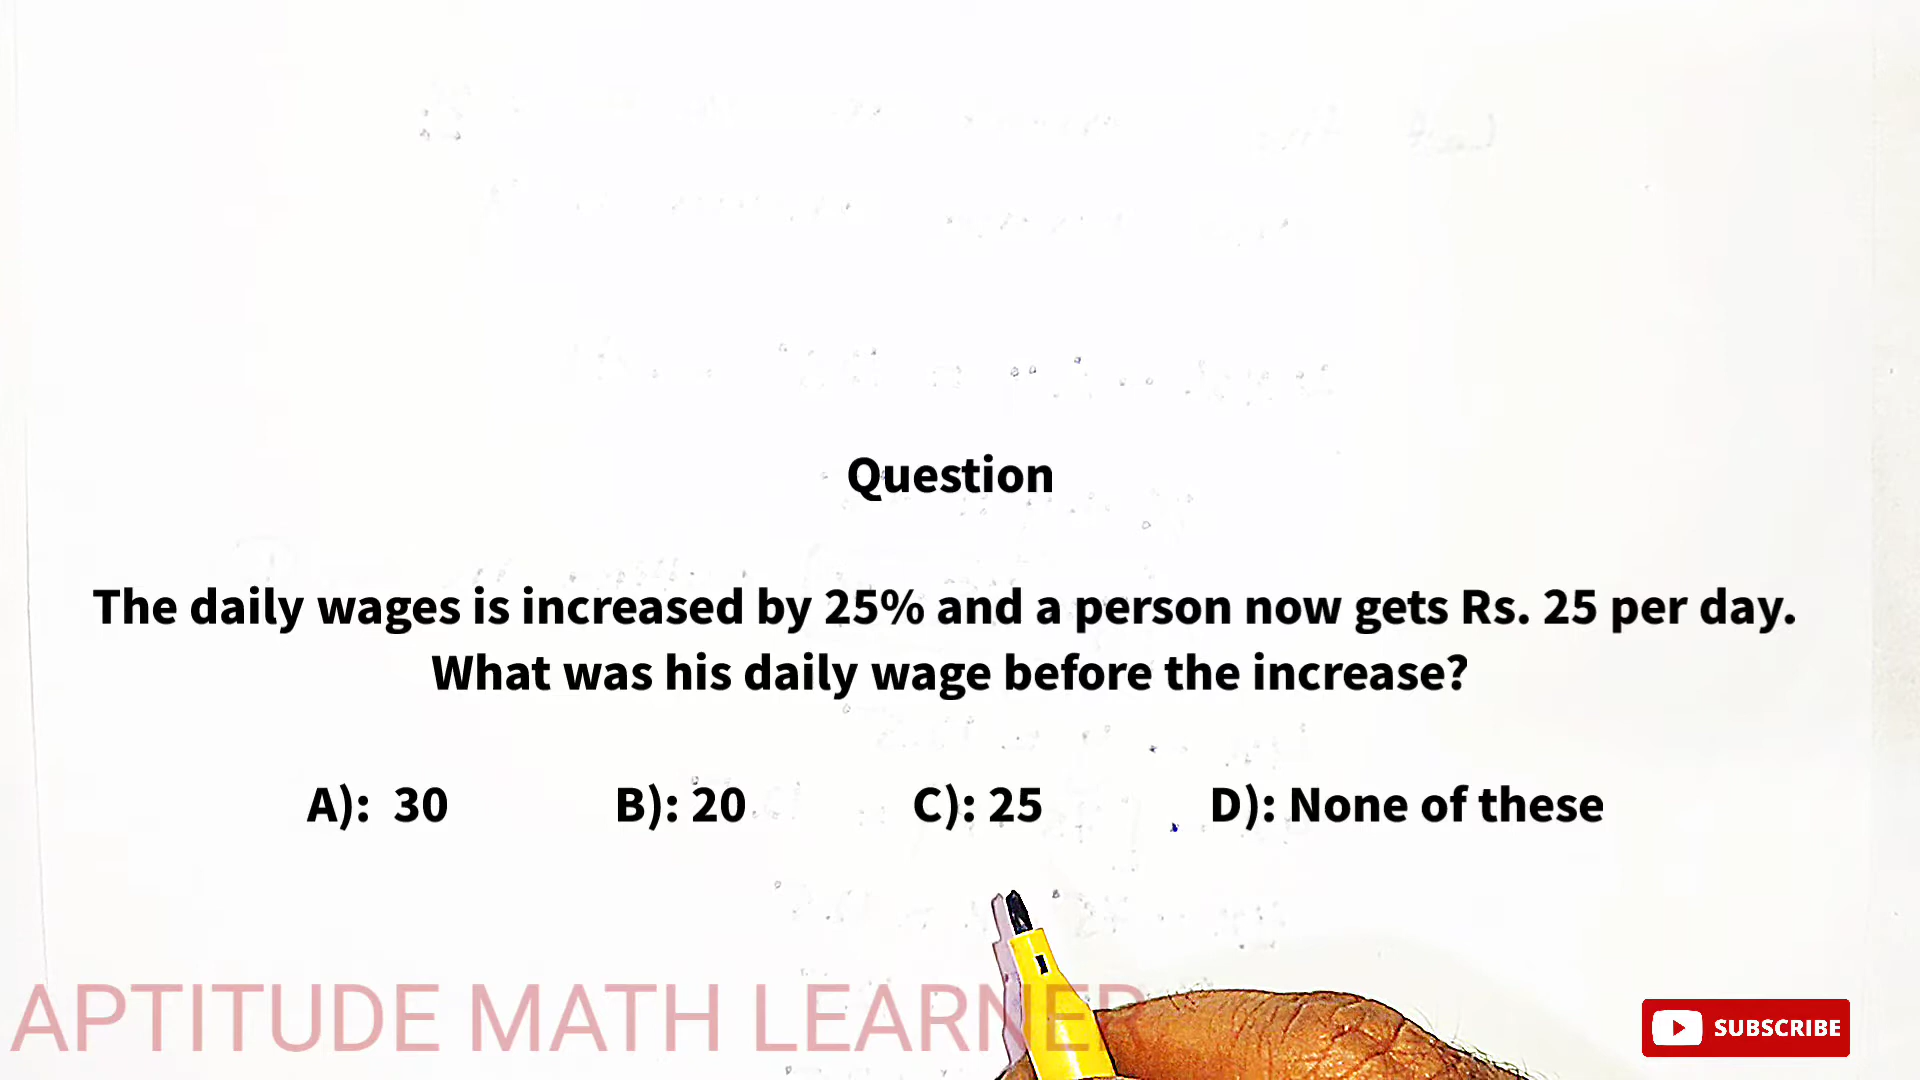 Question
The daily wages is increased by 25% and a person now gets Rs. 25 per day.
What was his daily wage before the increase?
A): 30 B): 20 C): 25 D): None of these
APTITUDE MATH LEARNER
SUBSCRIBE